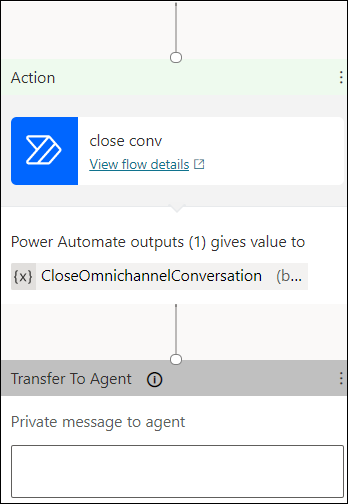 Action
close conv
View flow details
Power Automate outputs (1) gives value to
{x} CloseOmnichannelConversation (b...
Transfer To Agent
Private message to agent